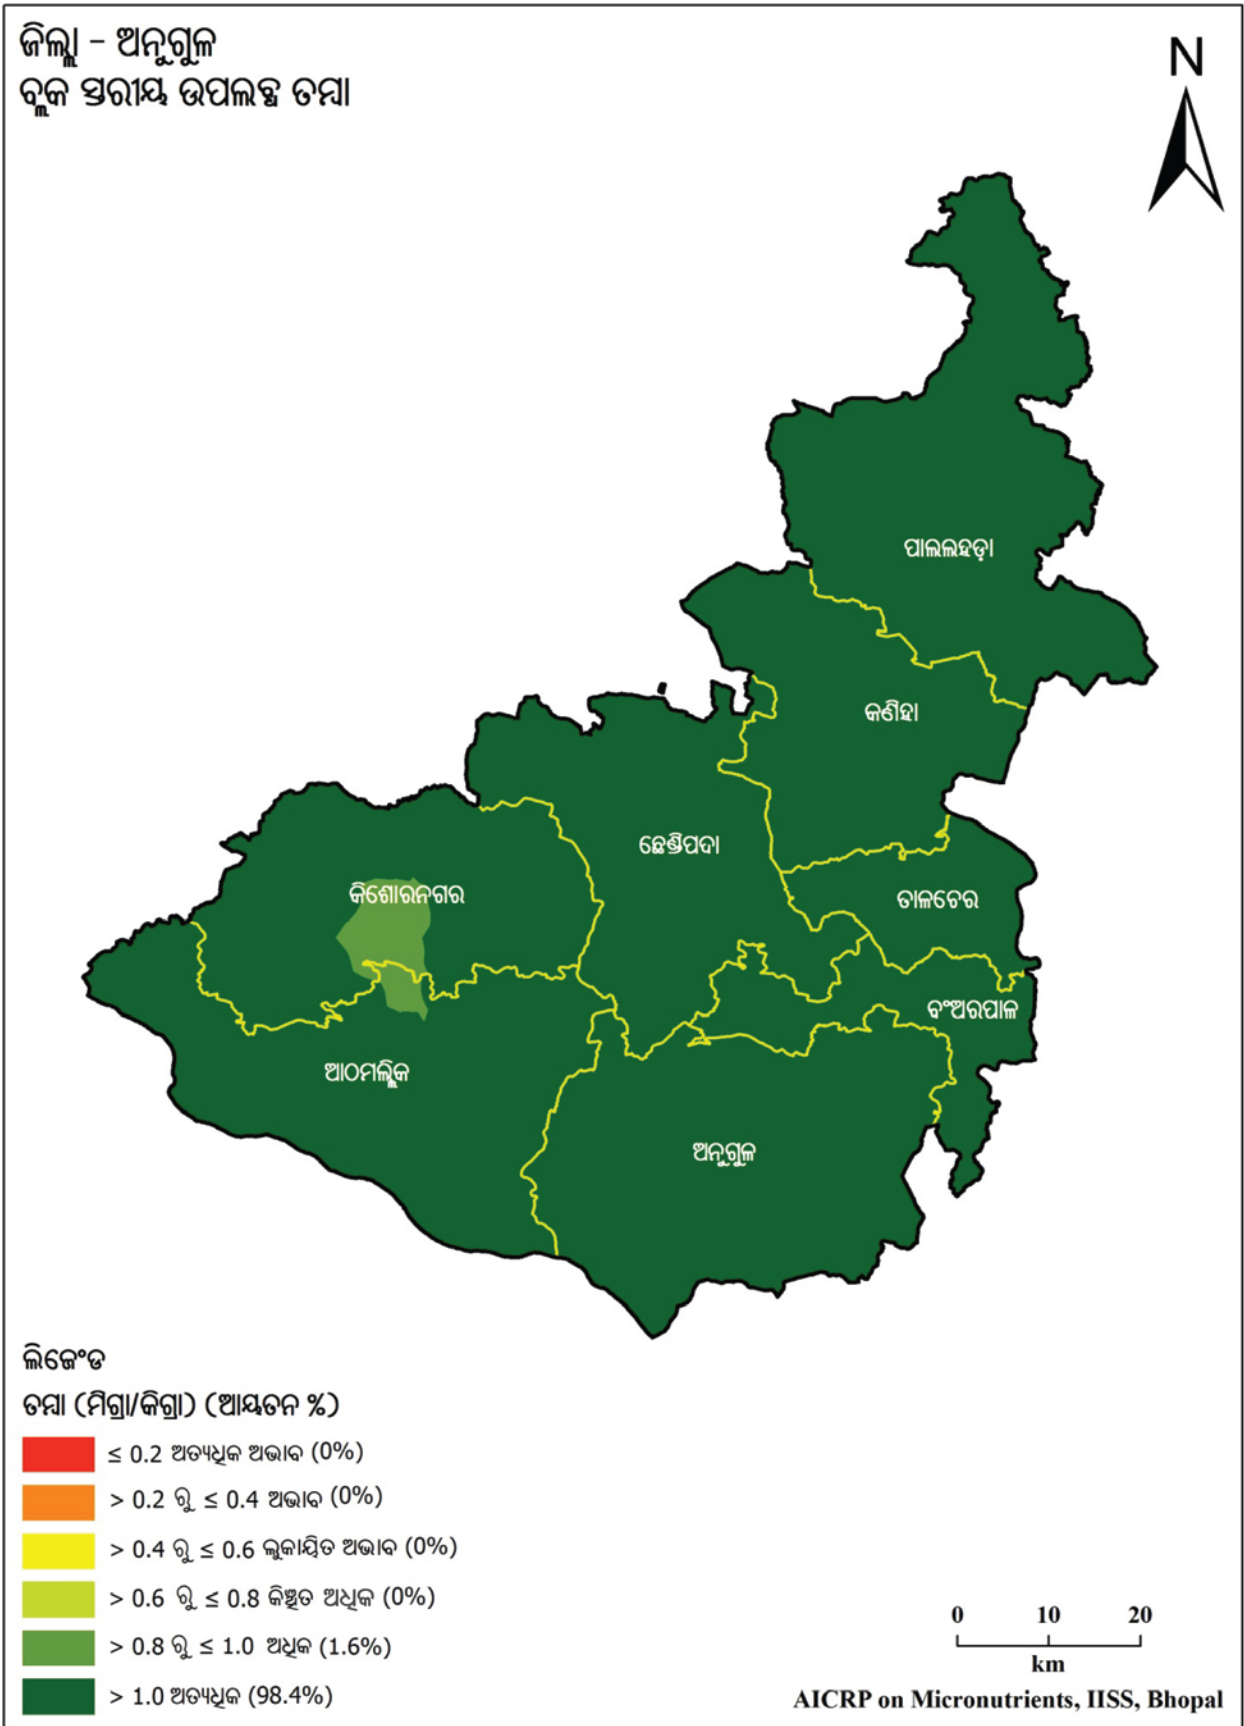 ଜିଲ୍ଲା – ଅନୁଗୁଳ
ବ୍ଲକ ସ୍ତରୀୟ ଉପଲବ୍ଧ ତମ୍ବା
N
ପାଲଲହଡ଼ା
କଣିହା
ଛେଣ୍ଡିପଦା
କିଶୋରନଗର
ତାଳଚେର
ବଂଅରପାଳ
ଆଠମଲ୍ଲିକ
ଅନୁଗୁଳ
ଲିଜେଂଡ
ତମ୍ବା (ମିଗ୍ରା/କିଗ୍ରା) (ଆୟତନ %)
≤ 0.2 ଅତ୍ୟଧିକ ଅଭାବ (0%)
> 0.2 ରୁ ≤ 0.4 ଅଭାବ (0%)
> 0.4 ରୁ ≤ 0.6 ଲୁକାୟିତ ଅଭାବ (0%)
> 0.6 ରୁ ≤ 0.8 କିଞ୍ଚିତ ଅଧିକ (0%)
> 0.8 ରୁ ≤ 1.0 ଅଧିକ (1.6%)
> 1.0 ଅତ୍ୟଧିକ (98.4%)
0 10 20
km
AICRP on Micronutrients, IISS, Bhopal